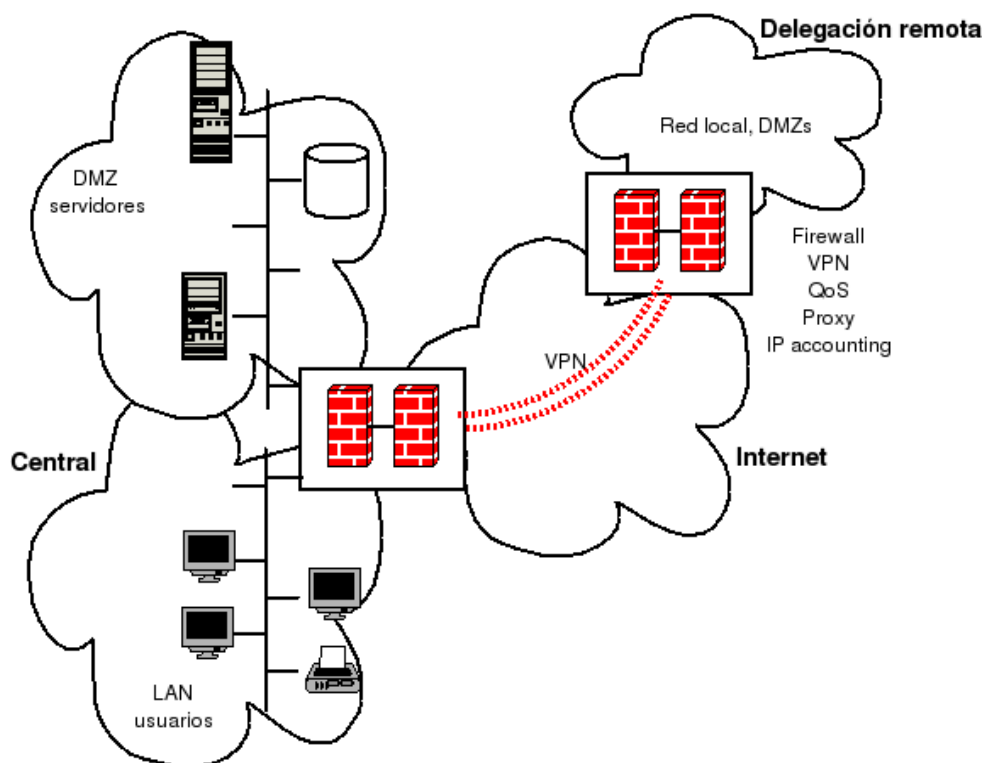 Delegación remota
Red local, DMZs
DMZ
servidores
Firewall
VPN
QoS
Proxy
IP accounting
VPN
Central
Internet
LAN
usuarios